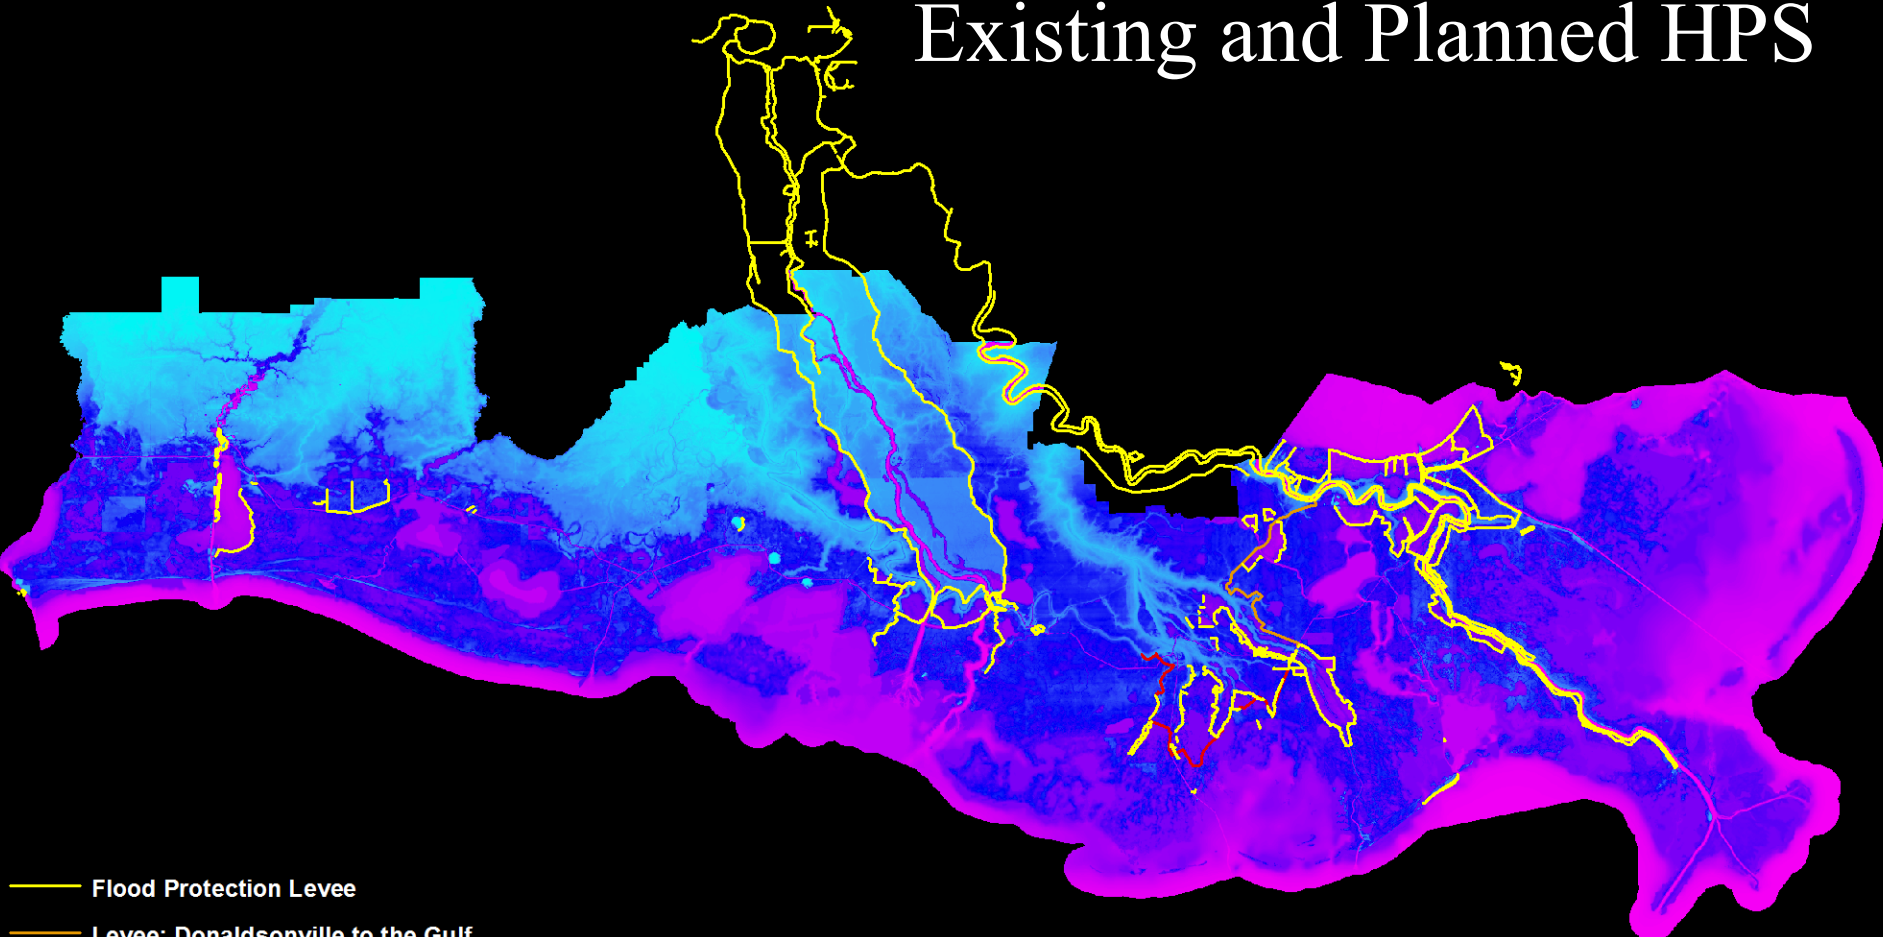 Existing and Planned HPS
Flood Protection Levee
Levee: Donaldsonville to the Gulf